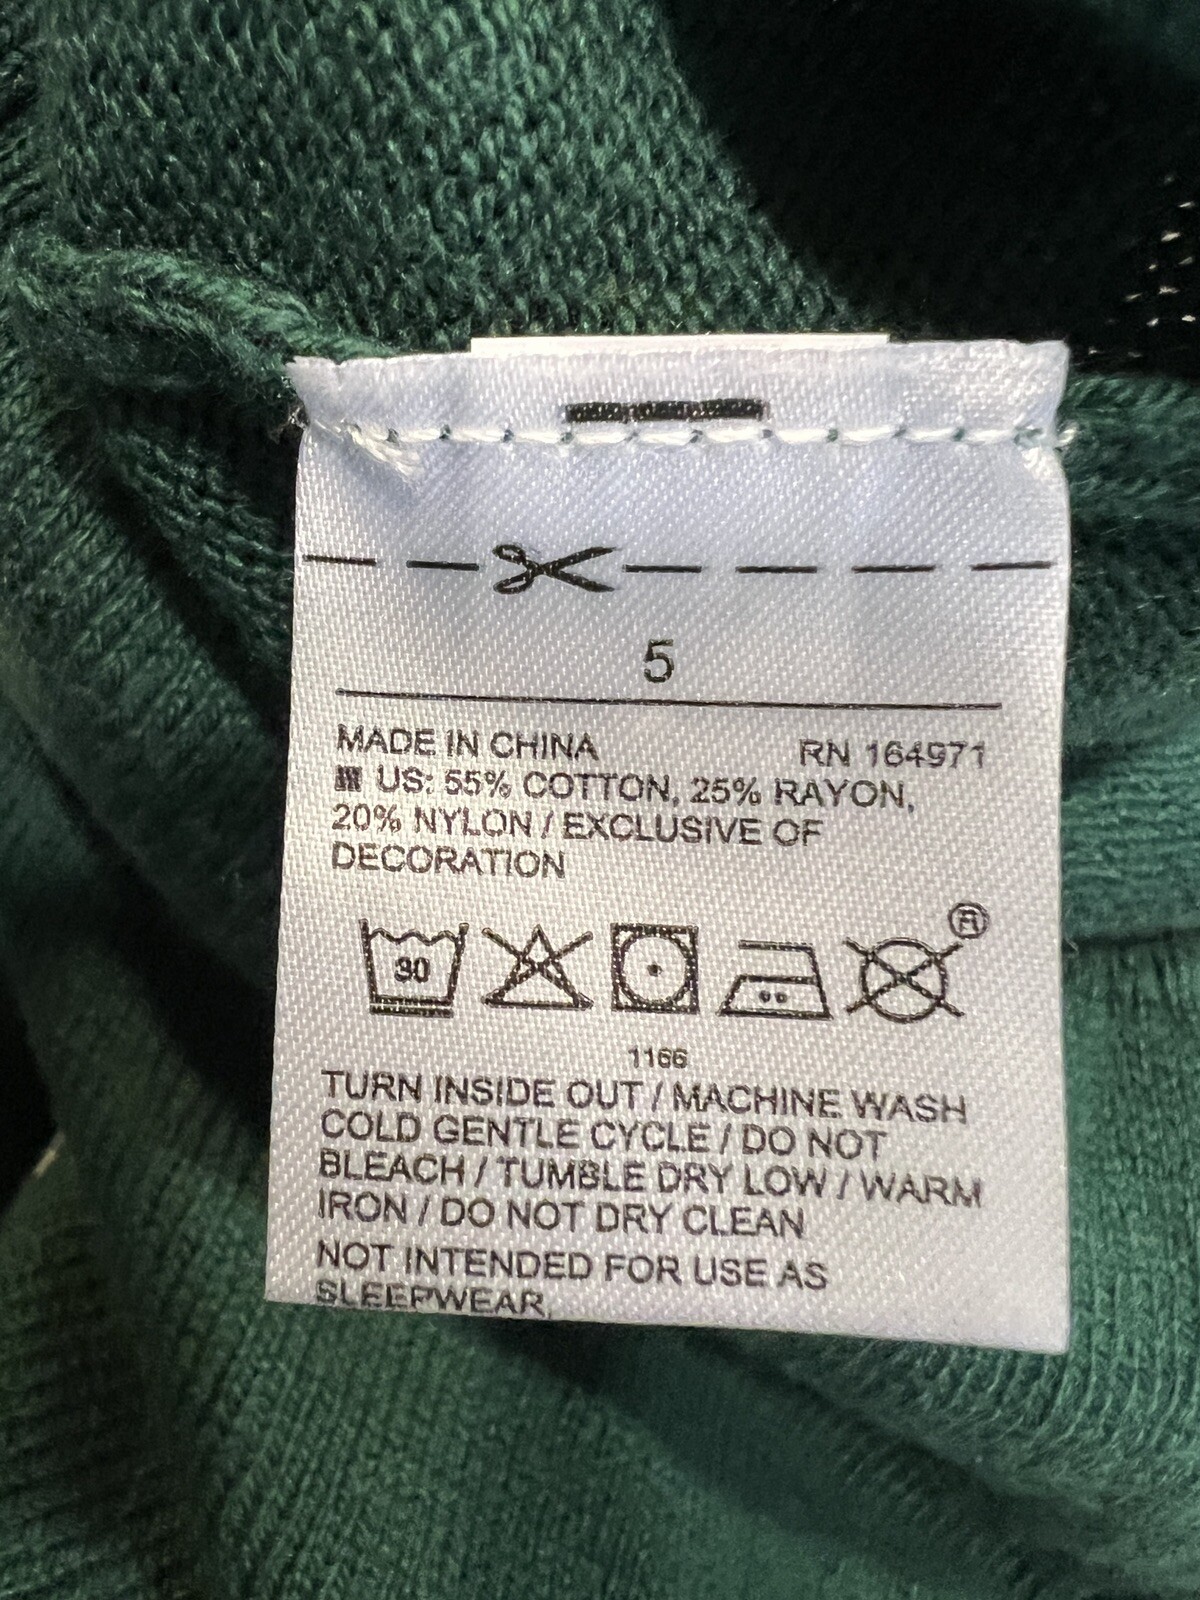 5
MADE IN CHINA RN 164971
US: 55% COTTON, 25% RAYON,
20% NYLON / EXCLUSIVE OF
DECORATION
®
30
1166
TURN INSIDE OUT / MACHINE WASH
COLD GENTLE CYCLE / DO NOT
BLEACH / TUMBLE DRY LOW / WARM
IRON / DO NOT DRY CLEAN
NOT INTENDED FOR USE AS
SLEEPWEAR.